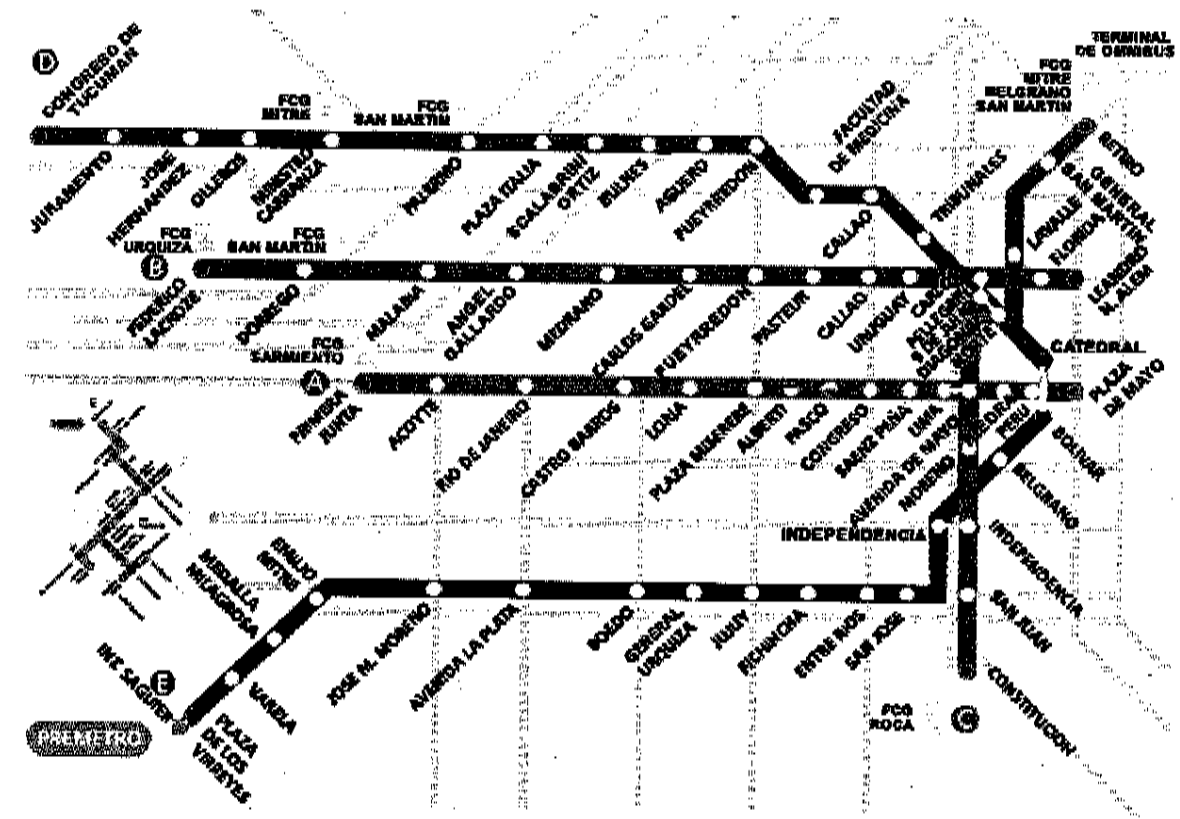 D
CONGRESO DE
TUCUMAN
FCG
MITRE
FCG
SAN MARTIN
FACULTAD
DE MEDICINA
TERMINAL
DE OMNIBUS
FCG
MITRE
BELGRANO
SAN MARTIN
RETIRO
JURAMENTO
JOSE
HERNANDEZ
OLLEROS
MINISTRO
CARRANZA
PALERMO
PLAZA ITALIA
SCALABRINI
ORTIZ
BULNES
AGUERO
PUEYRREDON
CALLAO
TRIBUNALES
GENERAL
SAN MARTIN
LAVALLE
FLORIDA
LEANDRO
N. ALEM
FCG
URQUIZA
FCG
SAN MARTIN
B
FEDERICO
LACROZE
DORREGO
MALABIA
ANGEL
GALLARDO
MEDRANO
CARLOS GARDEL
PUEYRREDON
PASTEUR
CALLAO
URUGUAY
CATEDRAL
FCG
SARMIENTO
A
PRIMERA
JUNTA
ACOYTE
RIO DE JANEIRO
CASTRO BARROS
LORIA
PLAZA MISERERE
ALBERTI
PASCO
CONGRESO
SAENZ PEÑA
LIMA
AVENIDA DE MAYO
PERU
PLAZA
DE MAYO
BOLIVAR
MORENO
BELGRANO
E
INDEPENDENCIA
INDEPENDENCIA
EMILIO
MITRE
MEDALLA
MILAGROSA
JOSE M. MORENO
AVENIDA LA PLATA
BOEDO
GENERAL
URQUIZA
JUJUY
PICHINCHA
ENTRE RIOS
SAN JOSE
SAN JUAN
CONSTITUCION
E
VARELA
PLAZA
DE LOS
VIRREYES
PREMETRO
FCG
ROCA
C